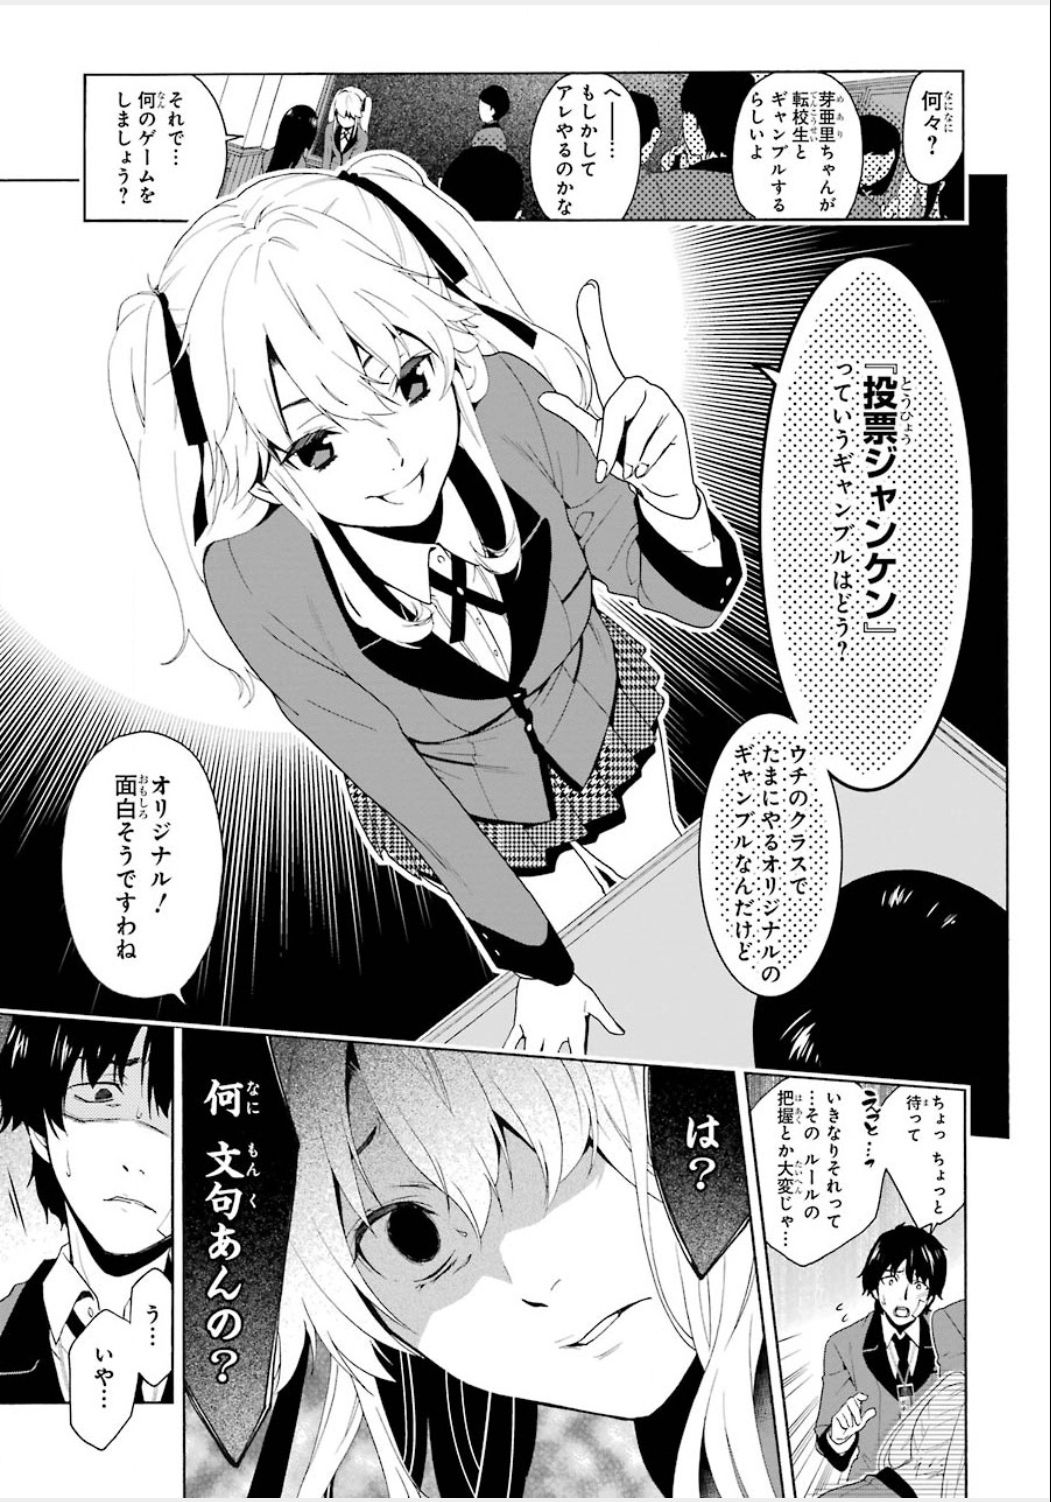 何々?
芽亜里ちゃんが
転校生と
ギャンブルする
らしいよ
へ――…
もしかして
アレやるのかな
それで…
何のゲームを
しましょう?
『投票ジャンケン』
っていうギャンブルはどう?
ウチのクラスで
たまにやるオリジナルの
ギャンブルなんだけど
オリジナル!
面白そうですわね
ちょっ ちょっと
待って
えっと…っ
いきなりそれって
…その ルールの
把握とか大変じゃ…
は?
何 文句あんの?
う…
いや…